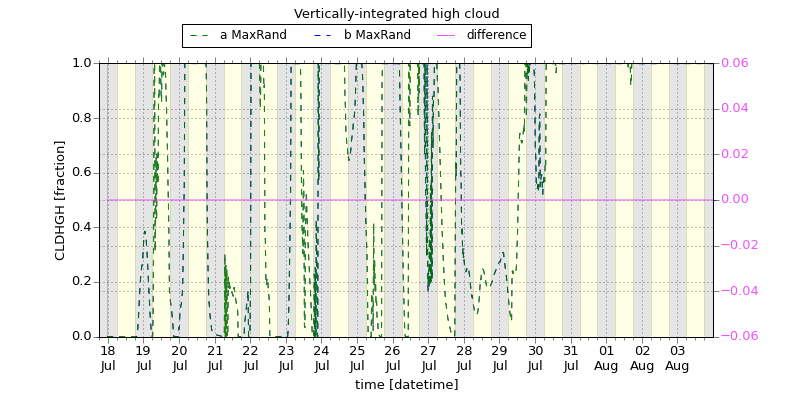 Vertically-integrated high cloud
a MaxRand b MaxRand difference
1.0 0.06
0.04
0.8
0.02
0.6
0.00
0.4
−0.02
0.2
−0.04
0.0 −0.06
CLDHGH [fraction]
18 19 20 21 22 23 24 25 26 27 28 29 30 31 01 02 03
Jul Jul Jul Jul Jul Jul Jul Jul Jul Jul Jul Jul Jul Jul Aug Aug Aug
time [datetime]